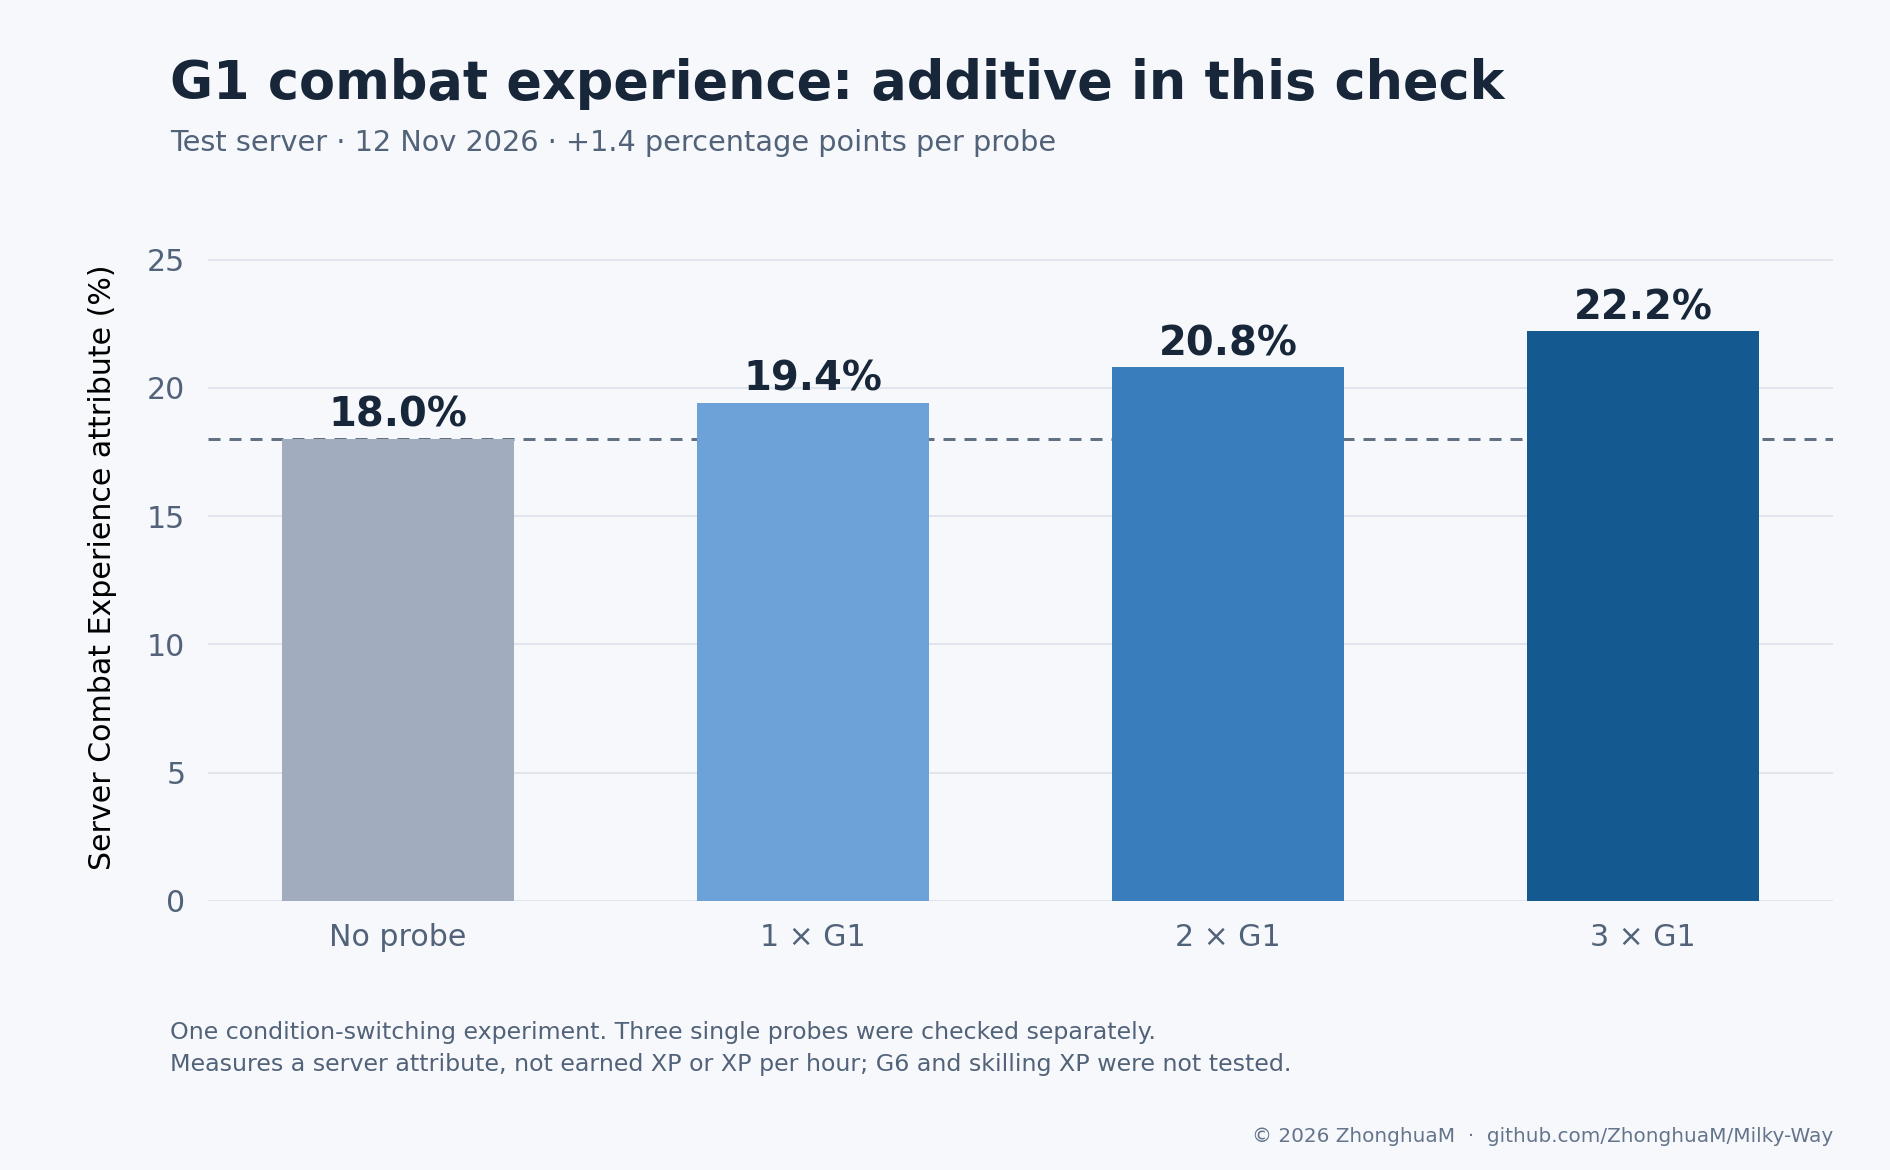 G1 combat experience: additive in this check
Test server · 12 Nov 2026 · +1.4 percentage points per probe
Server Combat Experience attribute (%)
25
20
15
10
5
0
18.0%
19.4%
20.8%
22.2%
No probe
1 × G1
2 × G1
3 × G1
One condition-switching experiment. Three single probes were checked separately.
Measures a server attribute, not earned XP or XP per hour; G6 and skilling XP were not tested.
© 2026 ZhonghuaM · github.com/ZhonghuaM/Milky-Way